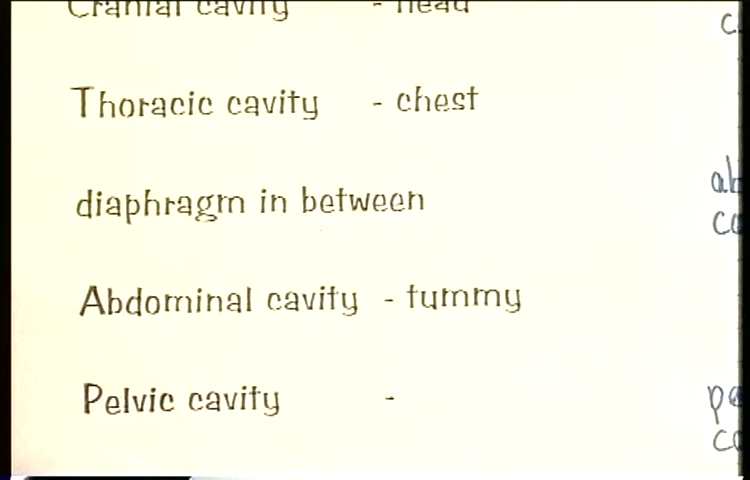 Cranial cavity - head
Thoracic cavity - chest
diaphragm in between
Abdominal cavity - tummy
Pelvic cavity -